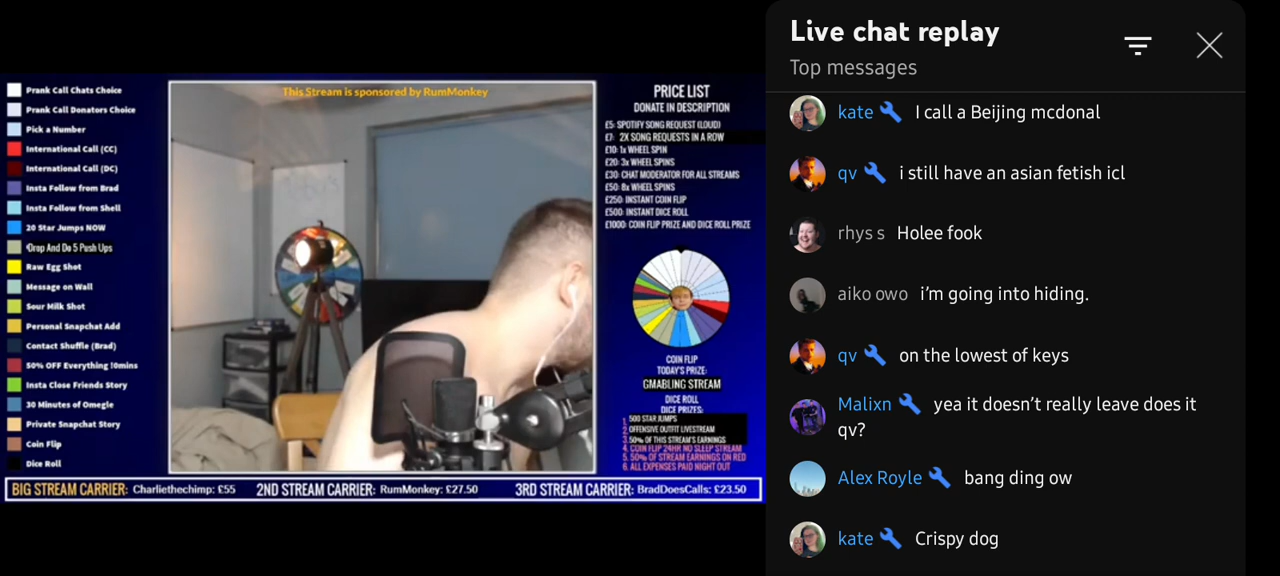 This Stream is sponsored by RumMonkey
Prank Call Chats Choice
Prank Call Donators Choice
Pick a Number
International Call (CC)
International Call (DC)
Insta Follow from Brad
Insta Follow from Shell
20 Star Jumps NOW
Drop And Do 5 Push Ups
Raw Egg Shot
Message on Wall
Sour Milk Shot
Personal Snapchat Add
Contact Shuffle (Brad)
50% OFF Everything 10mins
Insta Close Friends Story
30 Minutes of Omegle
Private Snapchat Story
Coin Flip
Dice Roll
PRICE LIST
DONATE IN DESCRIPTION
£5: SPOTIFY SONG REQUEST (LOUD)
£7: 2X SONG REQUESTS IN A ROW
£10: 1x WHEEL SPIN
£20: 3x WHEEL SPINS
£30: CHAT MODERATOR FOR ALL STREAMS
£50: 8x WHEEL SPINS
£250: INSTANT COIN FLIP
£500: INSTANT DICE ROLL
£1000: COIN FLIP PRIZE AND DICE ROLL PRIZE
COIN FLIP
TODAY'S PRIZE:
GMABLING STREAM
DICE ROLL
DICE PRIZES:
1. 500 STAR JUMPS
2. OFFENSIVE OUTFIT LIVESTREAM
3. 50% OF THIS STREAM'S EARNINGS
4. COIN FLIP 24HR NO SLEEP STREAM
5. 50% OF STREAM EARNINGS ON RED
6. ALL EXPENSES PAID NIGHT OUT
BIG STREAM CARRIER: Charliethechimp: £55 2ND STREAM CARRIER: RumMonkey: £27.50 3RD STREAM CARRIER: BradDoesCalls: £23.50
Live chat replay
Top messages
kate I call a Beijing mcdonal
qv i still have an asian fetish icl
rhys s Holee fook
aiko owo i'm going into hiding.
qv on the lowest of keys
Malixn yea it doesn't really leave does it
qv?
Alex Royle bang ding ow
kate Crispy dog